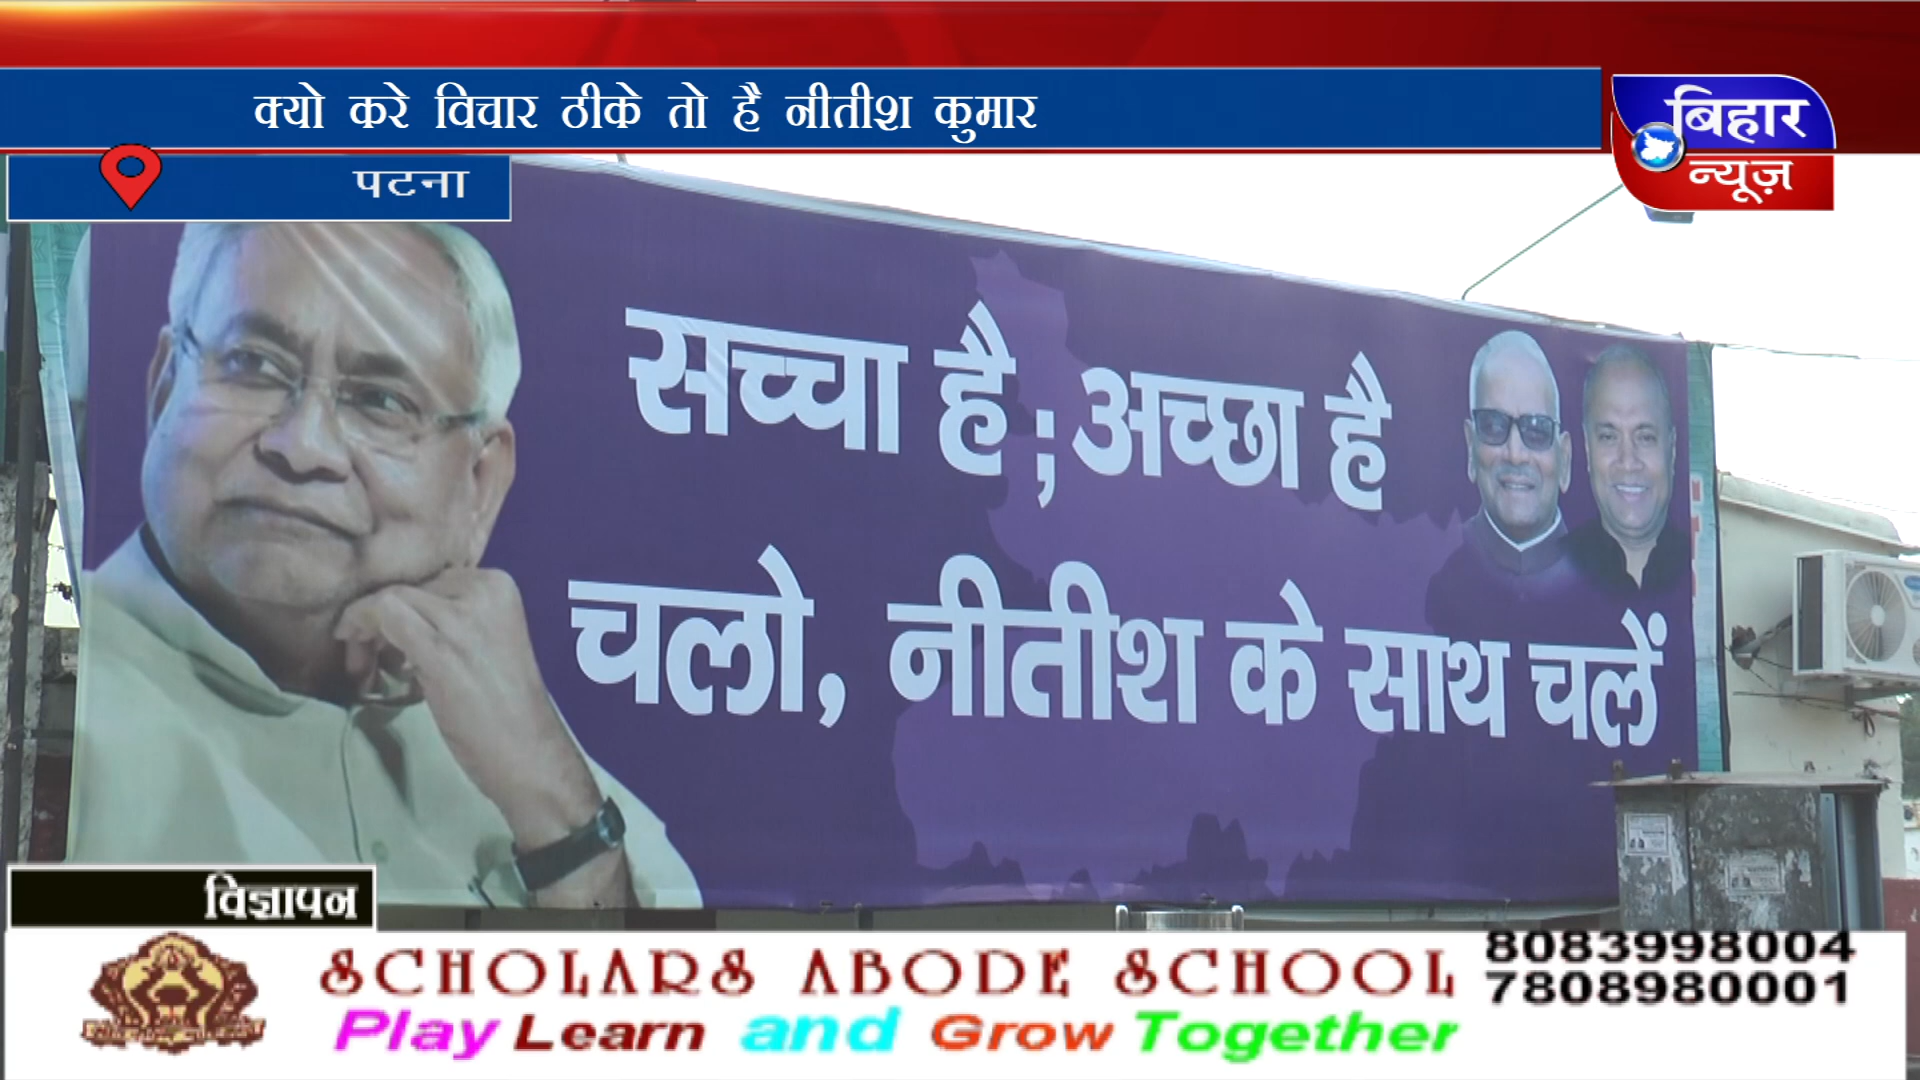 क्यो करे विचार ठीके तो है नीतीश कुमार
बिहार
न्यूज़
पटना
सच्चा है; अच्छा है
चलो, नीतीश के साथ चलें
विज्ञापन
SCHOLARS ABODE SCHOOL
Play Learn and Grow Together
8083998004
7808980001